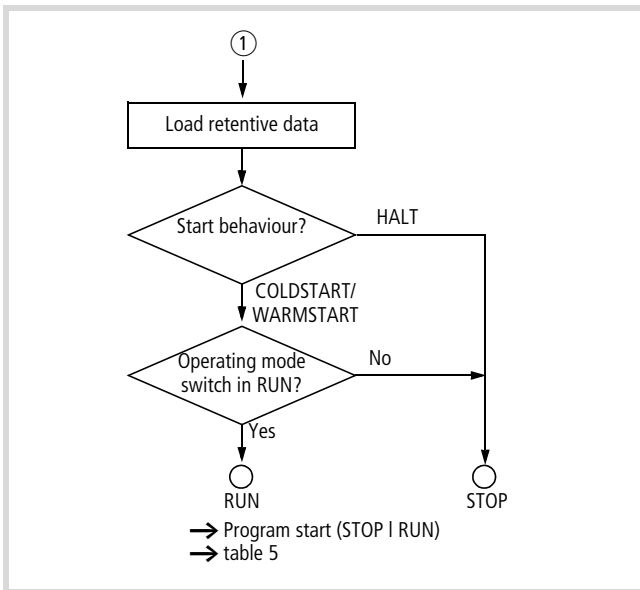 1
Load retentive data
Start behaviour?
HALT
COLDSTART/
WARMSTART
Operating mode
switch in RUN?
No
Yes
RUN
STOP
→ Program start (STOP l RUN)
→ table 5